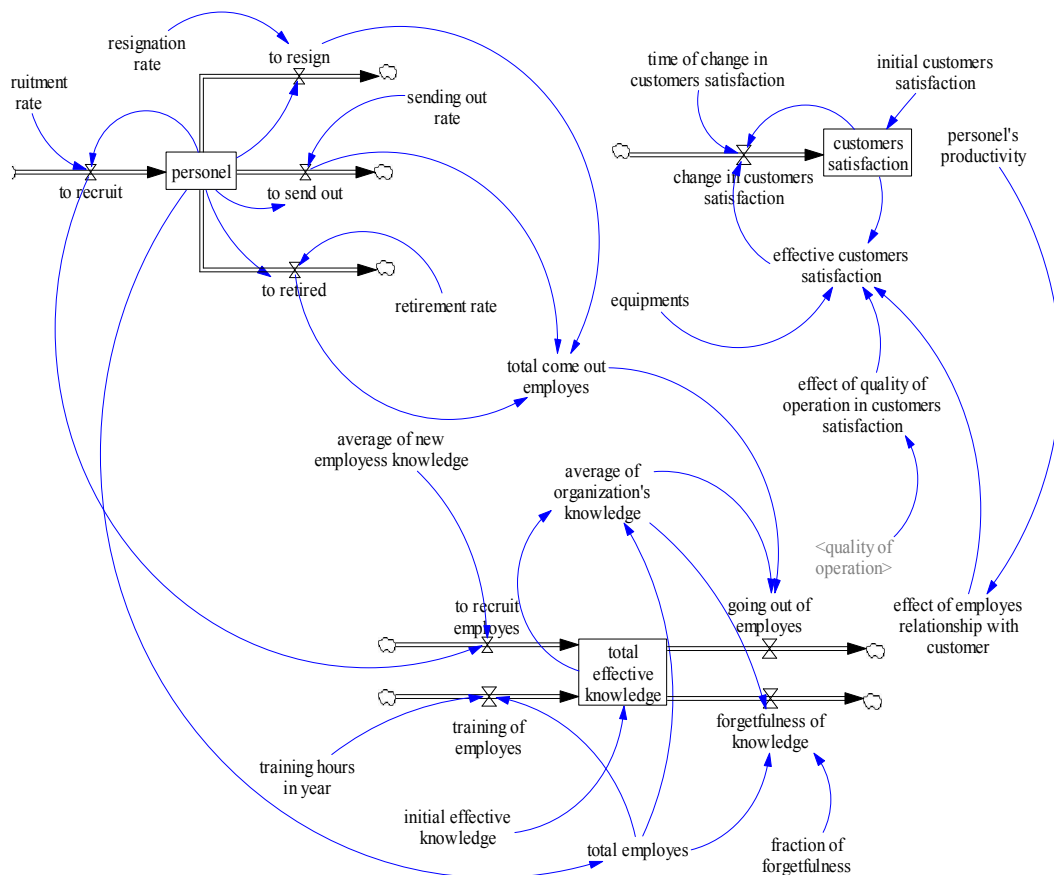 resignation
rate
to resign
ruitment
rate
sending out
rate
personel
to recruit
to send out
to retired
retirement rate
time of change in
customers satisfaction
initial customers
satisfaction
customers
satisfaction
personel's
productivity
change in customers
satisfaction
effective customers
satisfaction
equipments
total come out
employes
effect of quality of
operation in customers
satisfaction
average of new
employess knowledge
average of
organization's
knowledge
<quality of
operation>
to recruit
employes
going out of
employes
effect of employes
relationship with
customer
total
effective
knowledge
training of
employes
forgetfulness of
knowledge
training hours
in year
initial effective
knowledge
total employes
fraction of
forgetfulness